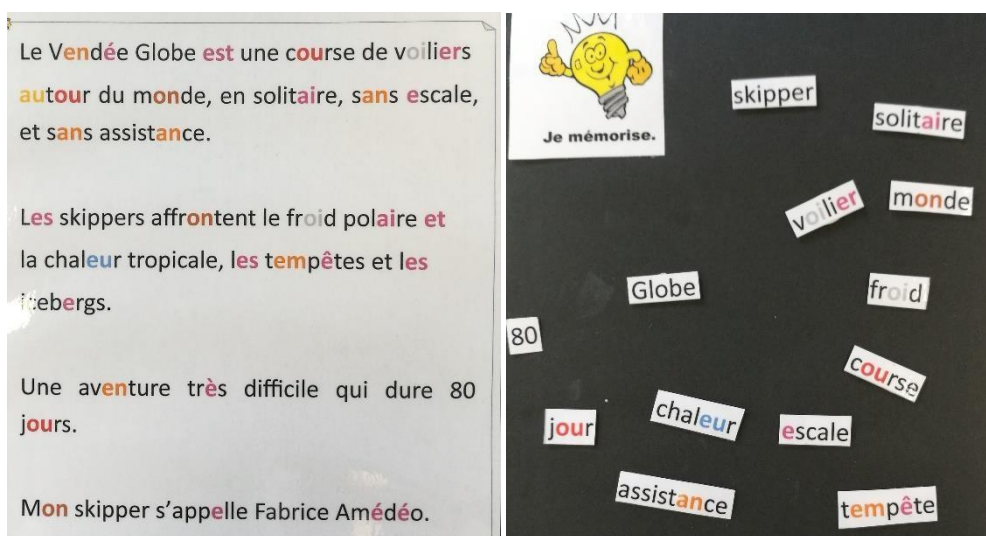 Le Vendée Globe est une course de voiliers
autour du monde, en solitaire, sans escale,
et sans assistance.
Les skippers affrontent le froid polaire et
la chaleur tropicale, les tempêtes et les
icebergs.
Une aventure très difficile qui dure 80
jours.
Mon skipper s'appelle Fabrice Amédéo.
Je mémorise.
skipper
solitaire
monde
voilier
Globe
froid
80
course
chaleur
jour
escale
assistance
tempête